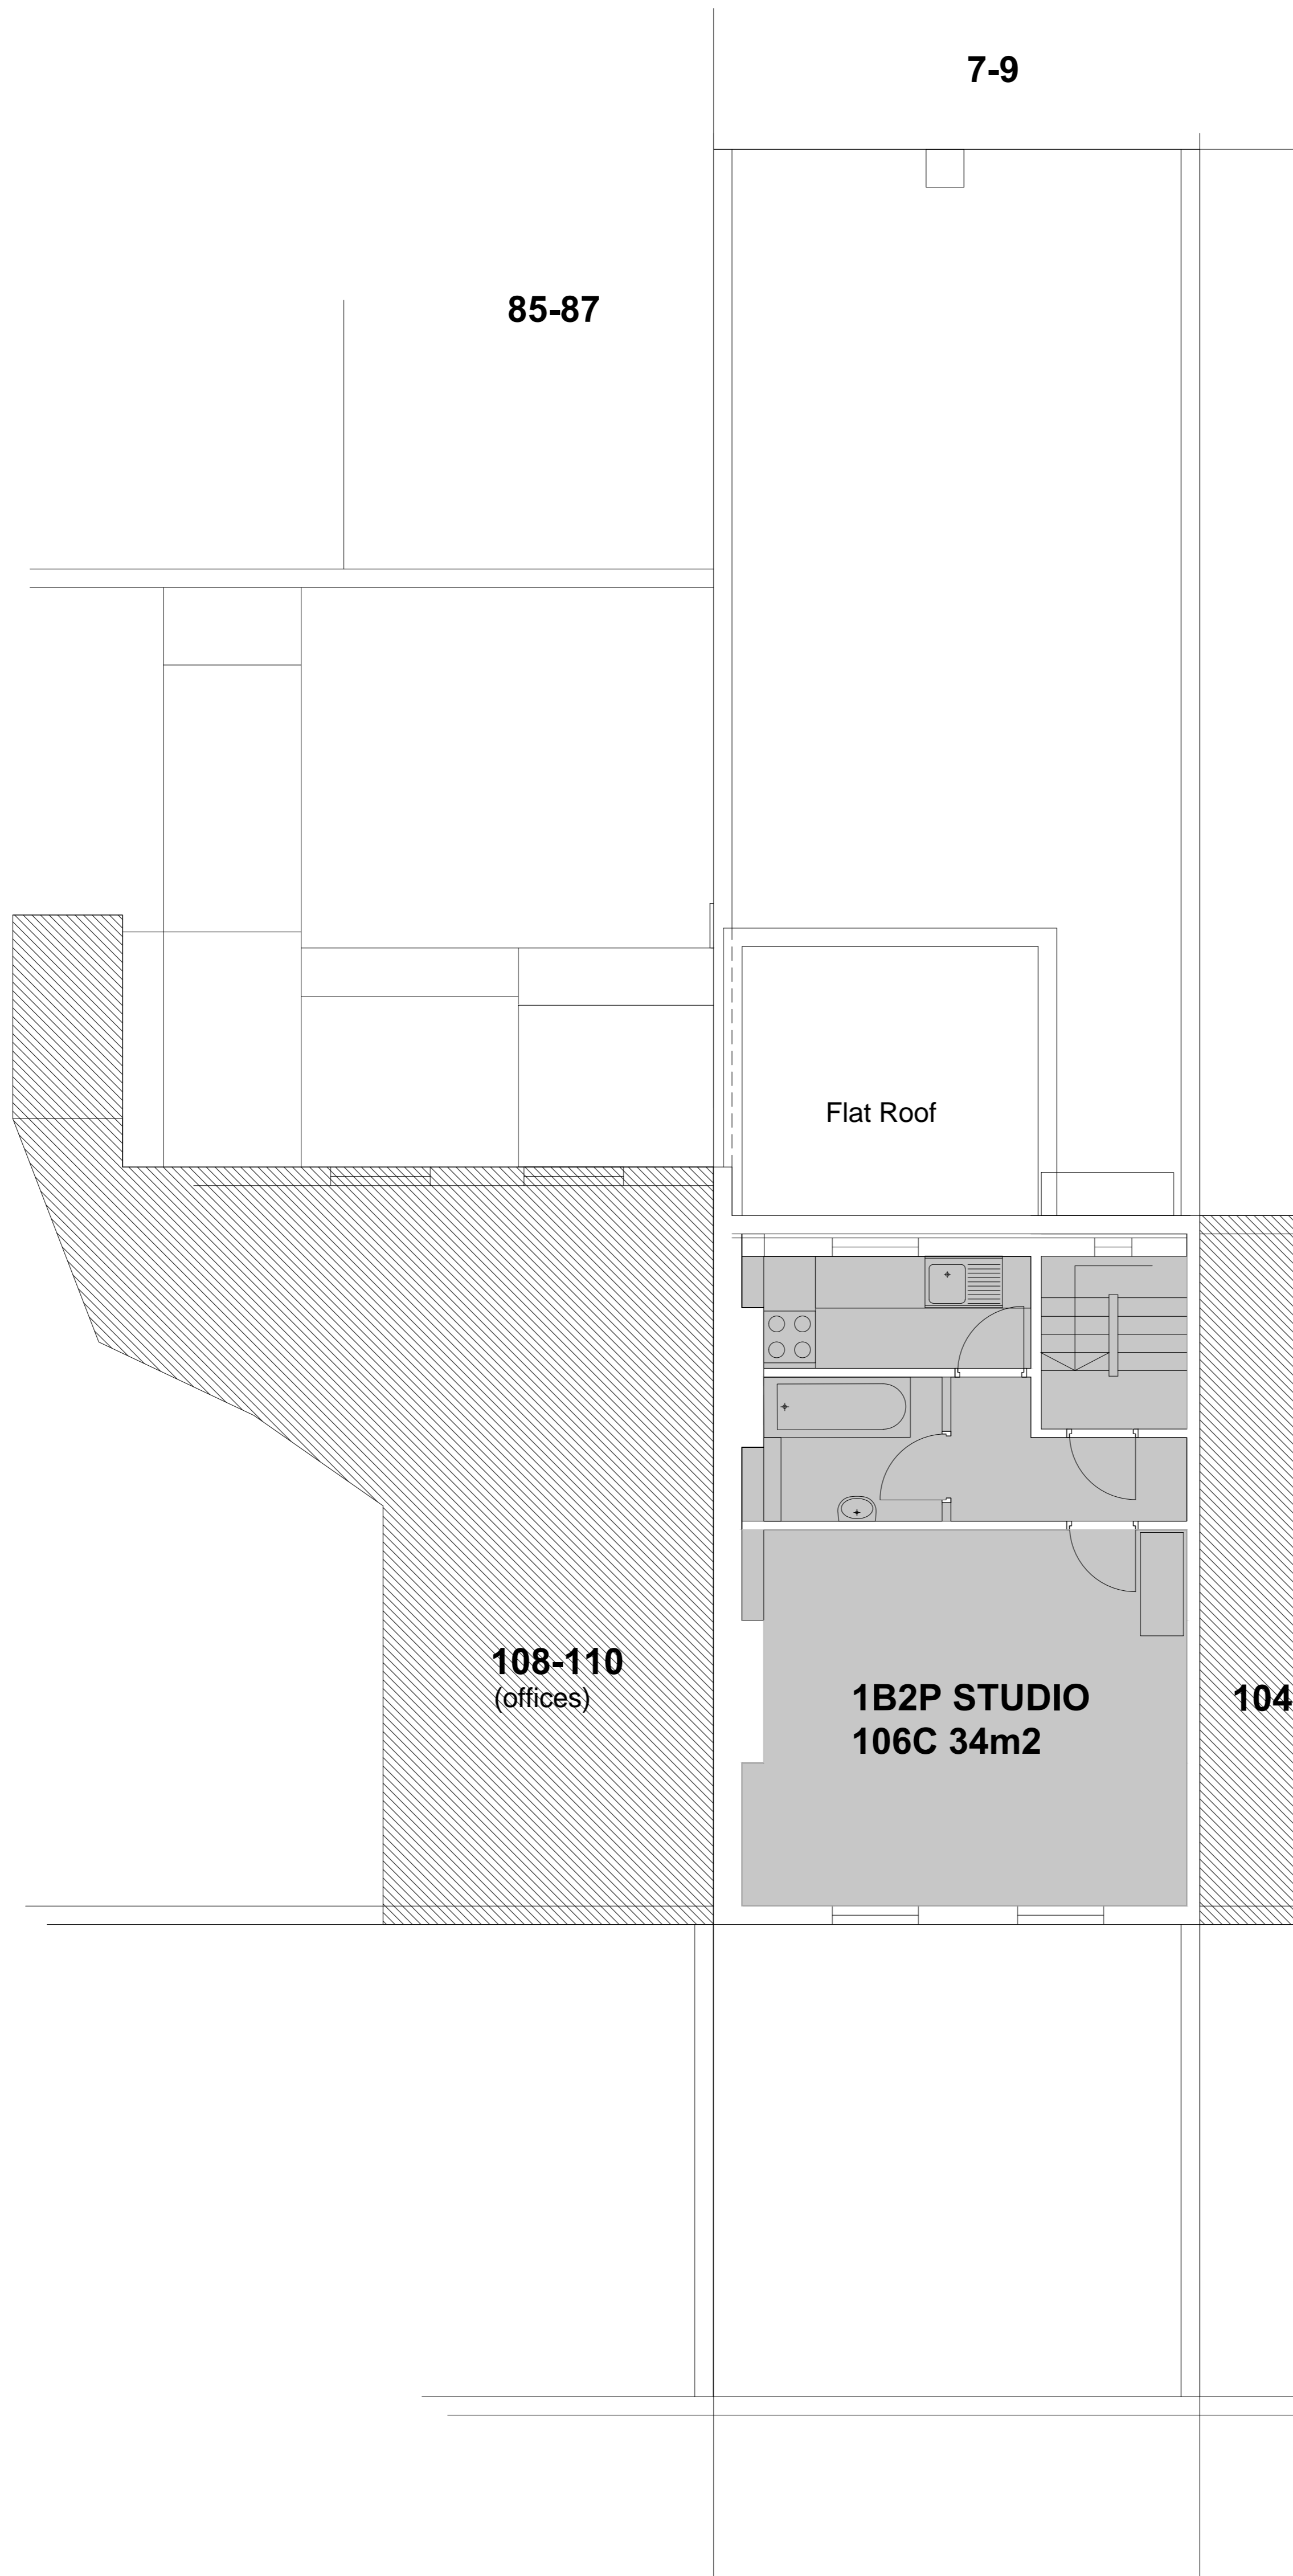 7-9
85-87
Flat Roof
108-110
(offices)
1B2P STUDIO
106C 34m2
104